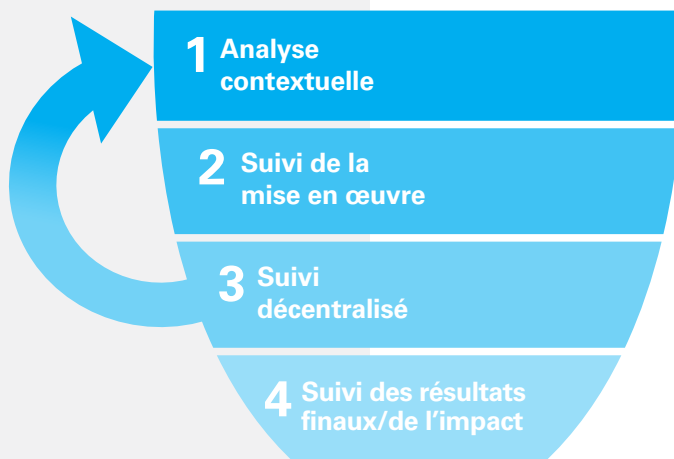 1 Analyse
contextuelle
2 Suivi de la
mise en œuvre
3 Suivi
décentralisé
4 Suivi des résultats
finaux/de l'impact